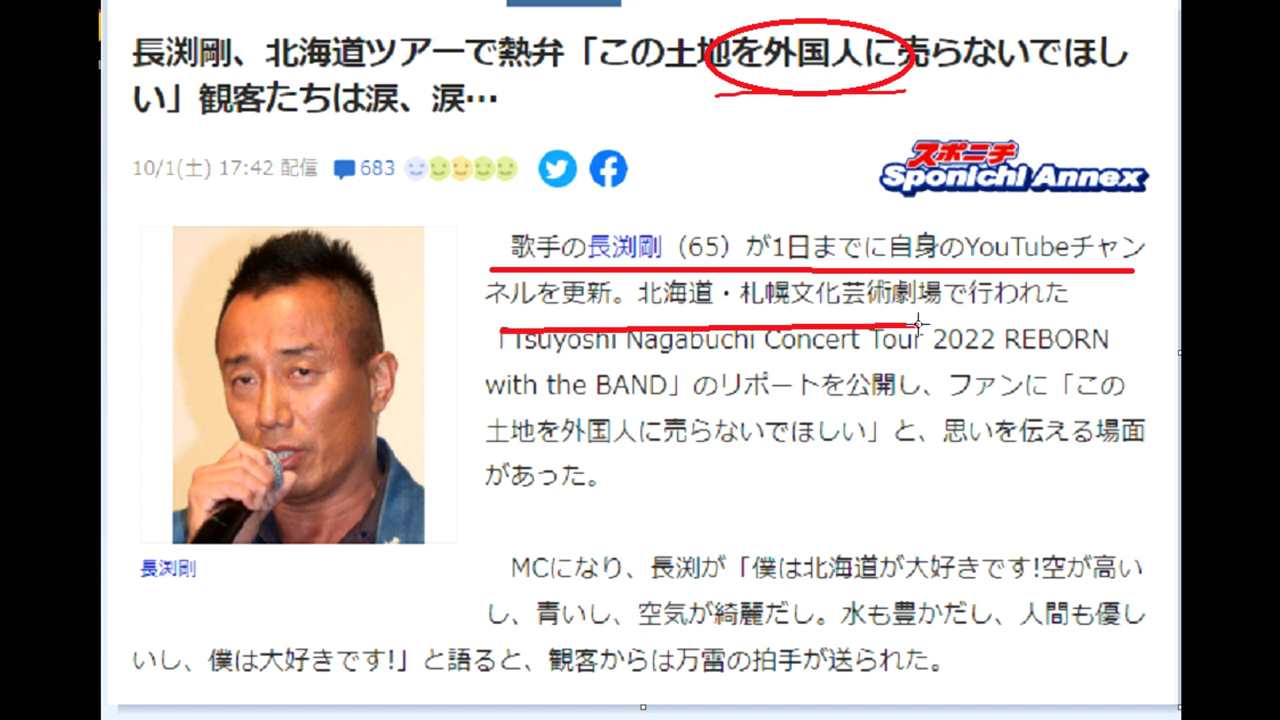 長渕剛、北海道ツアーで熱弁「この土地を外国人に売らないでほし
い」観客たちは涙、涙…
10/1(土) 17:42 配信 683
スポニチ
Sponichi Annex
歌手の長渕剛（65）が1日までに自身のYouTubeチャン
ネルを更新。北海道・札幌文化芸術劇場で行われた
「Tsuyoshi Nagabuchi Concert Tour 2022 REBORN
with the BAND」のリポートを公開し、ファンに「この
土地を外国人に売らないでほしい」と、思いを伝える場面
があった。
長渕剛
MCになり、長渕が「僕は北海道が大好きです!空が高い
し、青いし、空気が綺麗だし。水も豊かだし、人間も優し
いし、僕は大好きです!」と語ると、観客からは万雷の拍手が送られた。